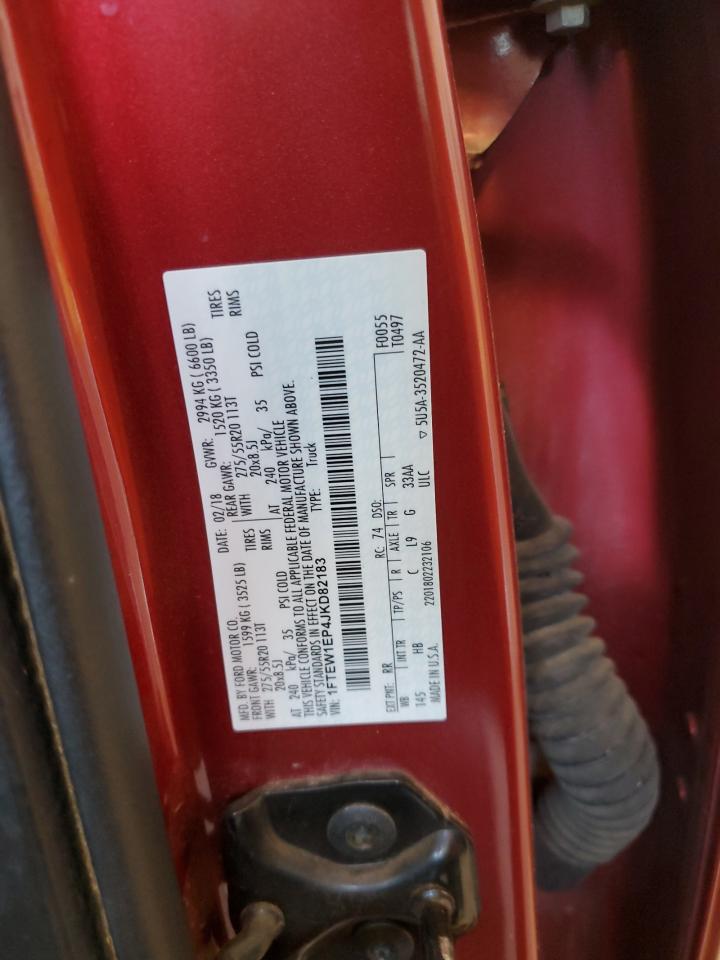 MFD. BY FORD MOTOR CO.
DATE: 02/18 GVWR: 2994 KG ( 6600 LB)
FRONT GAWR: 1599 KG ( 3525 LB) REAR GAWR: 1520 KG ( 3350 LB)
WITH 275/55R20 113T TIRES WITH 275/55R20 113T TIRES
20x8.5J RIMS 20x8.5J RIMS
AT 240 kPa/ 35 PSI COLD AT 240 kPa/ 35 PSI COLD
THIS VEHICLE CONFORMS TO ALL APPLICABLE FEDERAL MOTOR VEHICLE
SAFETY STANDARDS IN EFFECT ON THE DATE OF MANUFACTURE SHOWN ABOVE.
VIN: 1FTEW1EP4JKD82183 TYPE: Truck
F0055
EXT PNT: RR RC: 74 DSO: T0497
WB INT TR TP/PS R AXLE TR SPR
145 HB C L9 G 33AA
MADE IN U.S.A. 2201802232106 ULC ▽ 5U5A-3520472-AA